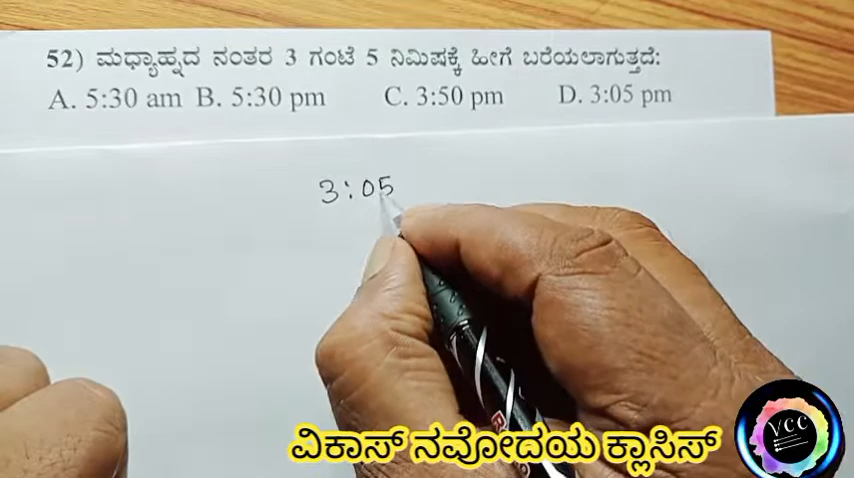 52) ಮಧ್ಯಾಹ್ನದ ನಂತರ 3 ಗಂಟೆ 5 ನಿಮಿಷಕ್ಕೆ ಹೀಗೆ ಬರೆಯಲಾಗುತ್ತದೆ:
A. 5:30 am B. 5:30 pm C. 3:50 pm D. 3:05 pm
3:05
ವಿಕಾಸ್ ನವೋದಯ ಕ್ಲಾಸಿಸ್
VCC